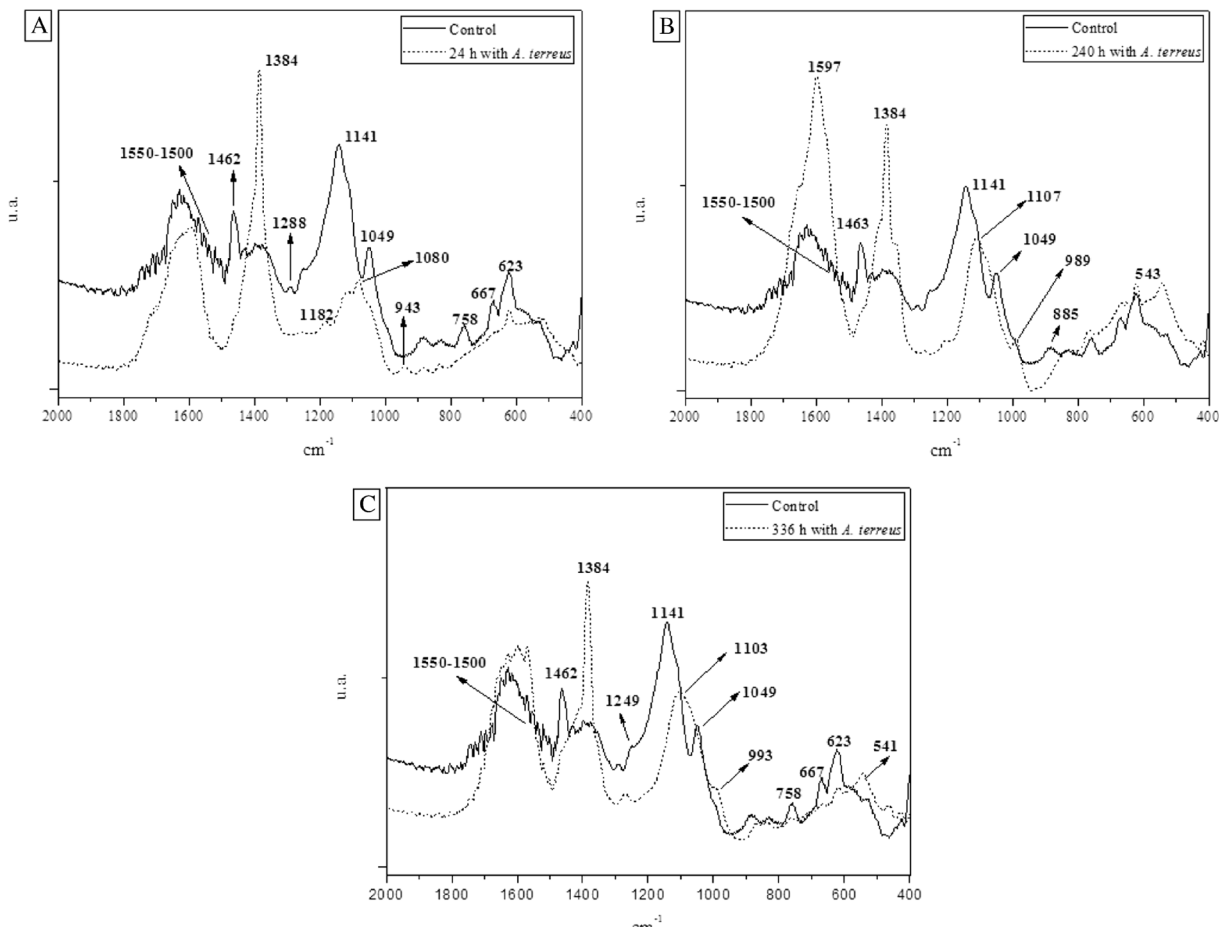 A
Control
24 h with A. terreus
1384
1141
1550-1500
1462
1288
1049
1080
1182
943
758
667
623
u.a.
2000 1800 1600 1400 1200 1000 800 600 400
cm-1
B
Control
240 h with A. terreus
1597
1384
1141
1550-1500
1463
1107
1049
989
885
543
u.a.
2000 1800 1600 1400 1200 1000 800 600 400
cm-1
C
Control
336 h with A. terreus
1384
1141
1550-1500
1462
1249
1103
1049
993
758
667
623
541
u.a.
2000 1800 1600 1400 1200 1000 800 600 400
cm-1